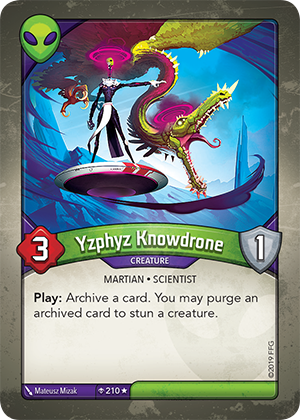 3
Yzphyz Knowdrone
1
CREATURE
MARTIAN • SCIENTIST
Play: Archive a card. You may purge an
archived card to stun a creature.
©2019 FFG
Mateusz Mizak
210 ★